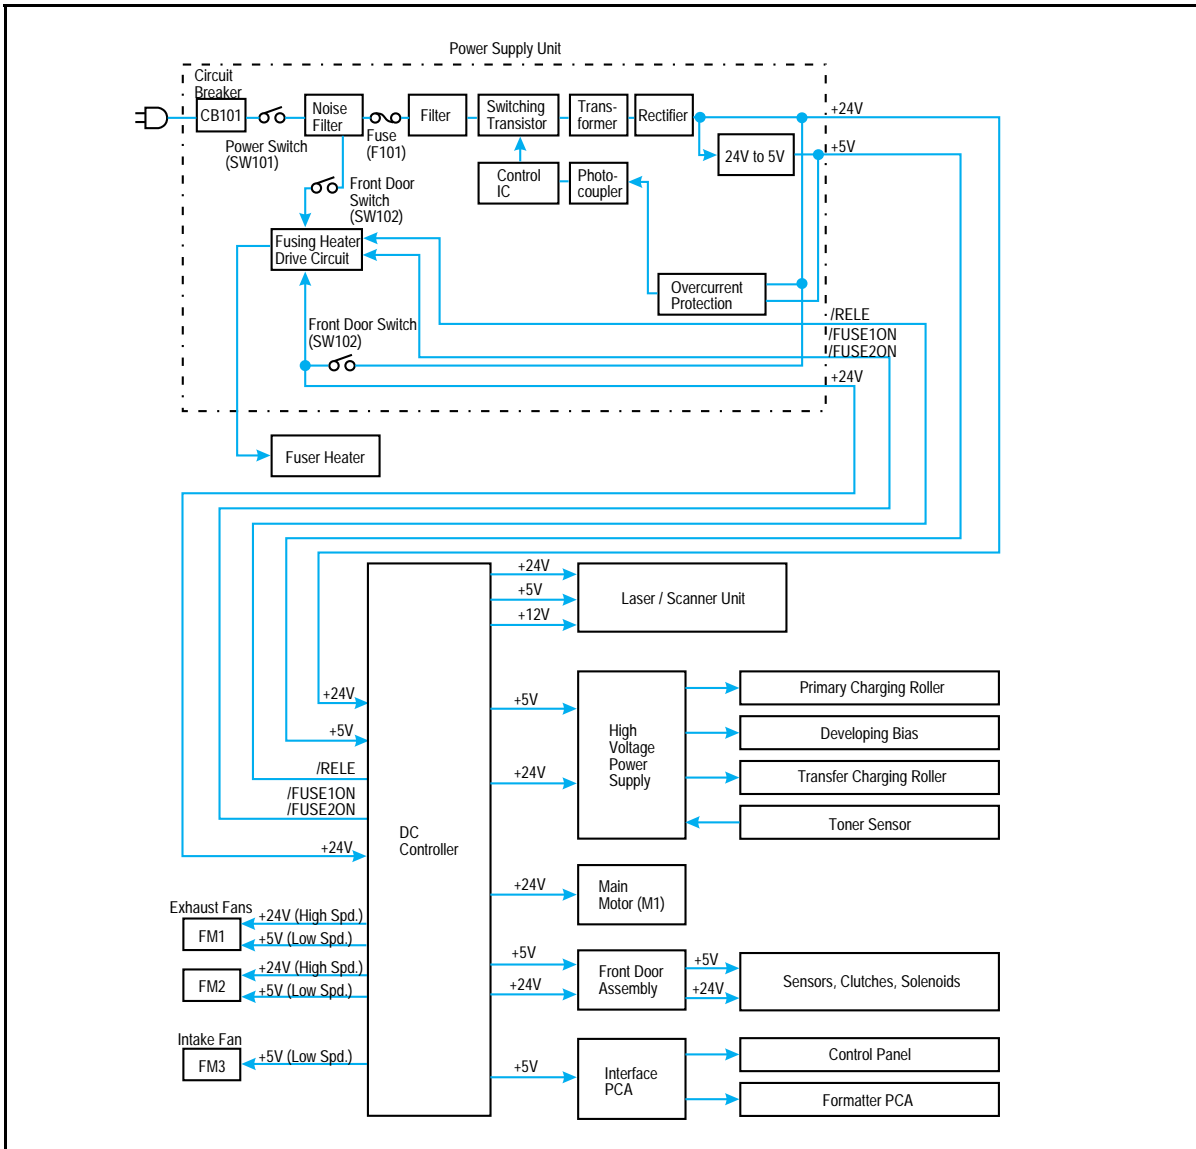 Power Supply Unit
Circuit
Breaker
CB101
Power Switch
(SW101)
Noise
Filter
Fuse
(F101)
Filter
Switching
Transistor
Trans-
former
Rectifier
+24V
+5V
24V to 5V
Control
IC
Photo-
coupler
Front Door
Switch
(SW102)
Fusing Heater
Drive Circuit
Overcurrent
Protection
Front Door Switch
(SW102)
/RELE
/FUSE1ON
/FUSE2ON
+24V
Fuser Heater
+24V
+5V
+12V
Laser / Scanner Unit
+24V
+5V
/RELE
/FUSE1ON
/FUSE2ON
+24V
DC
Controller
+5V
+24V
High
Voltage
Power
Supply
Primary Charging Roller
Developing Bias
Transfer Charging Roller
Toner Sensor
+24V
Main
Motor (M1)
Exhaust Fans
FM1
+24V (High Spd.)
+5V (Low Spd.)
FM2
+24V (High Spd.)
+5V (Low Spd.)
Intake Fan
FM3
+5V (Low Spd.)
+5V
+24V
Front Door
Assembly
+5V
+24V
Sensors, Clutches, Solenoids
+5V
Interface
PCA
Control Panel
Formatter PCA